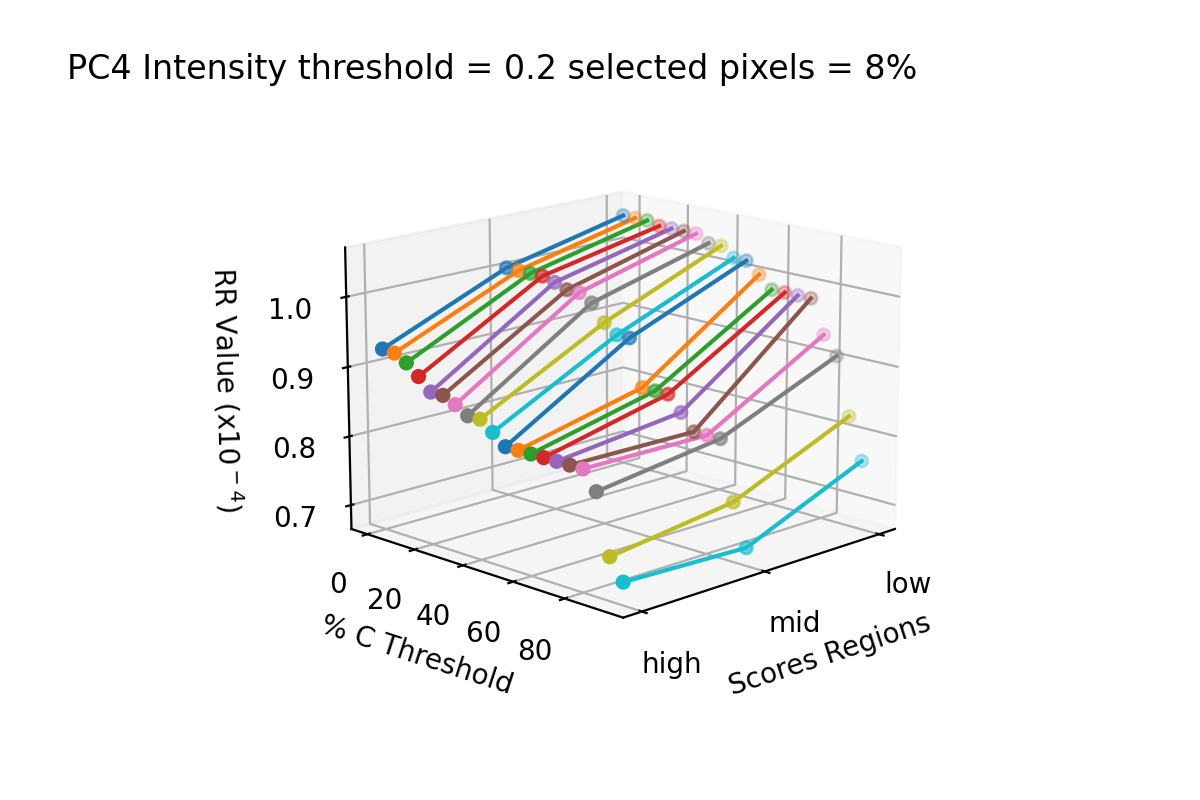 PC4 Intensity threshold = 0.2 selected pixels = 8%
RR Value (x10⁻⁴)
1.0
0.9
0.8
0.7
0
20
40
60
80
% C Threshold
high
mid
low
Scores Regions